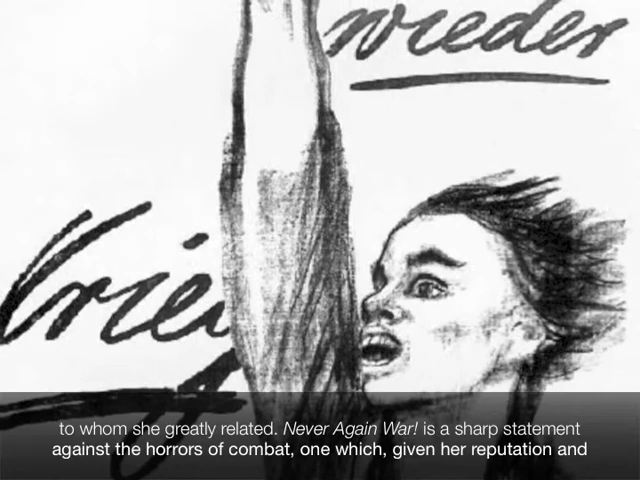 wieder
Krieg
to whom she greatly related. Never Again War! is a sharp statement
against the horrors of combat, one which, given her reputation and